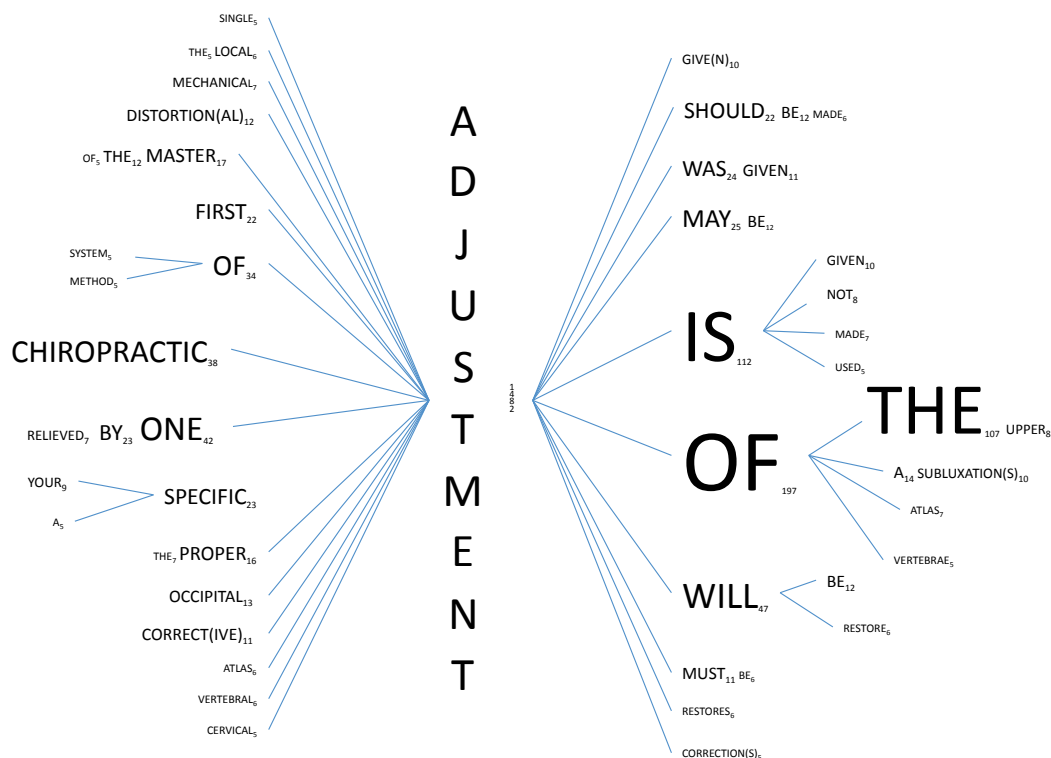 SINGLE5
THE5 LOCAL6
MECHANICAL7
DISTORTION(AL)12
OF5 THE12 MASTER17
FIRST22
SYSTEM5
METHOD5
OF34
CHIROPRACTIC38
RELIEVED7 BY23 ONE42
YOUR9
A5
SPECIFIC23
THE7 PROPER16
OCCIPITAL13
CORRECT(IVE)11
ATLAS6
VERTEBRAL6
CERVICAL5
ADJUSTMENT
1482
GIVE(N)10
SHOULD22 BE12 MADE6
WAS24 GIVEN11
MAY25 BE12
IS112
GIVEN10
NOT8
MADE7
USED5
OF197
THE107 UPPER8
A14 SUBLUXATION(S)10
ATLAS7
VERTEBRAE5
WILL47
BE12
RESTORE6
MUST11 BE6
RESTORES6
CORRECTION(S)5